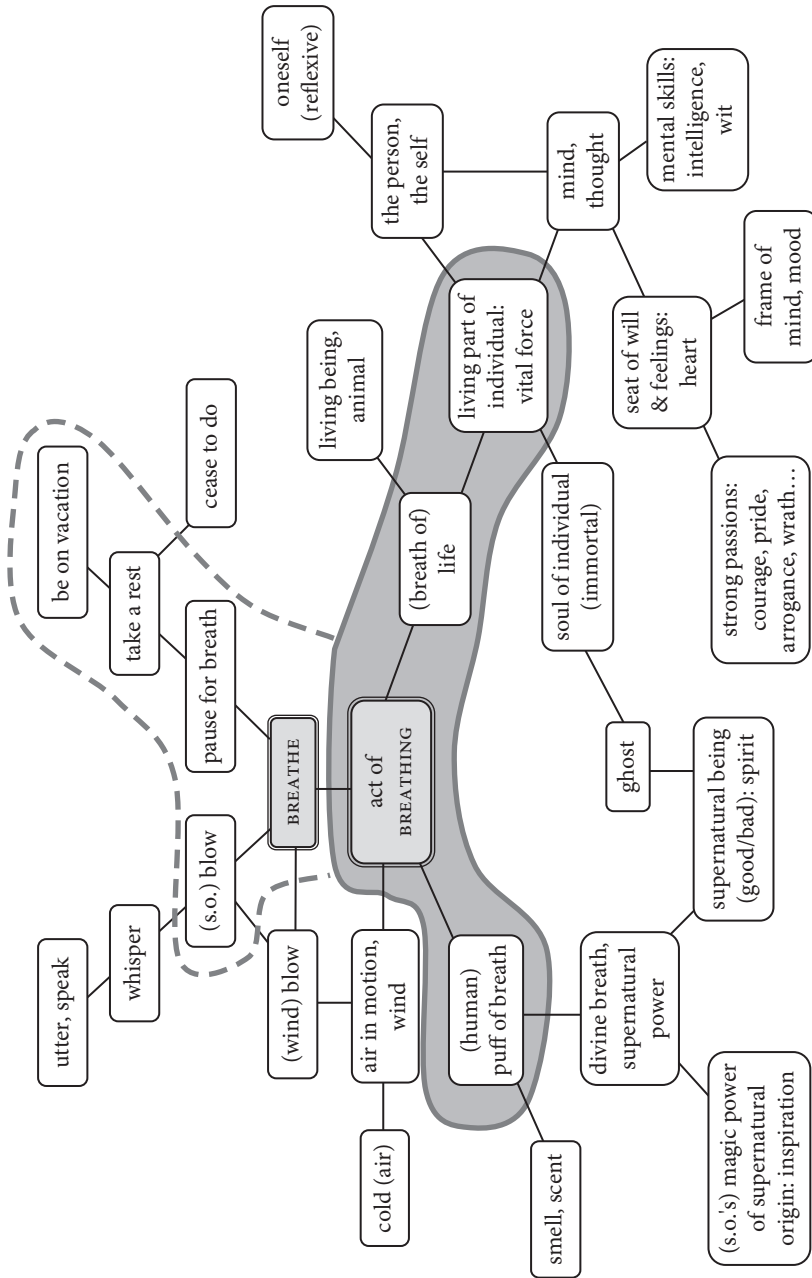 utter, speak
be on vacation
whisper
take a rest
(s.o.) blow
pause for breath
cease to do
(wind) blow
BREATHE
living being,
animal
oneself
(reflexive)
cold (air)
air in motion,
wind
act of
BREATHING
(breath of)
life
the person,
the self
smell, scent
(human)
puff of breath
living part of
individual:
vital force
soul of individual
(immortal)
mind,
thought
divine breath,
supernatural
power
ghost
seat of will
& feelings:
heart
mental skills:
intelligence,
wit
(s.o.'s) magic power
of supernatural
origin: inspiration
supernatural being
(good/bad): spirit
strong passions:
courage, pride,
arrogance, wrath…
frame of
mind, mood